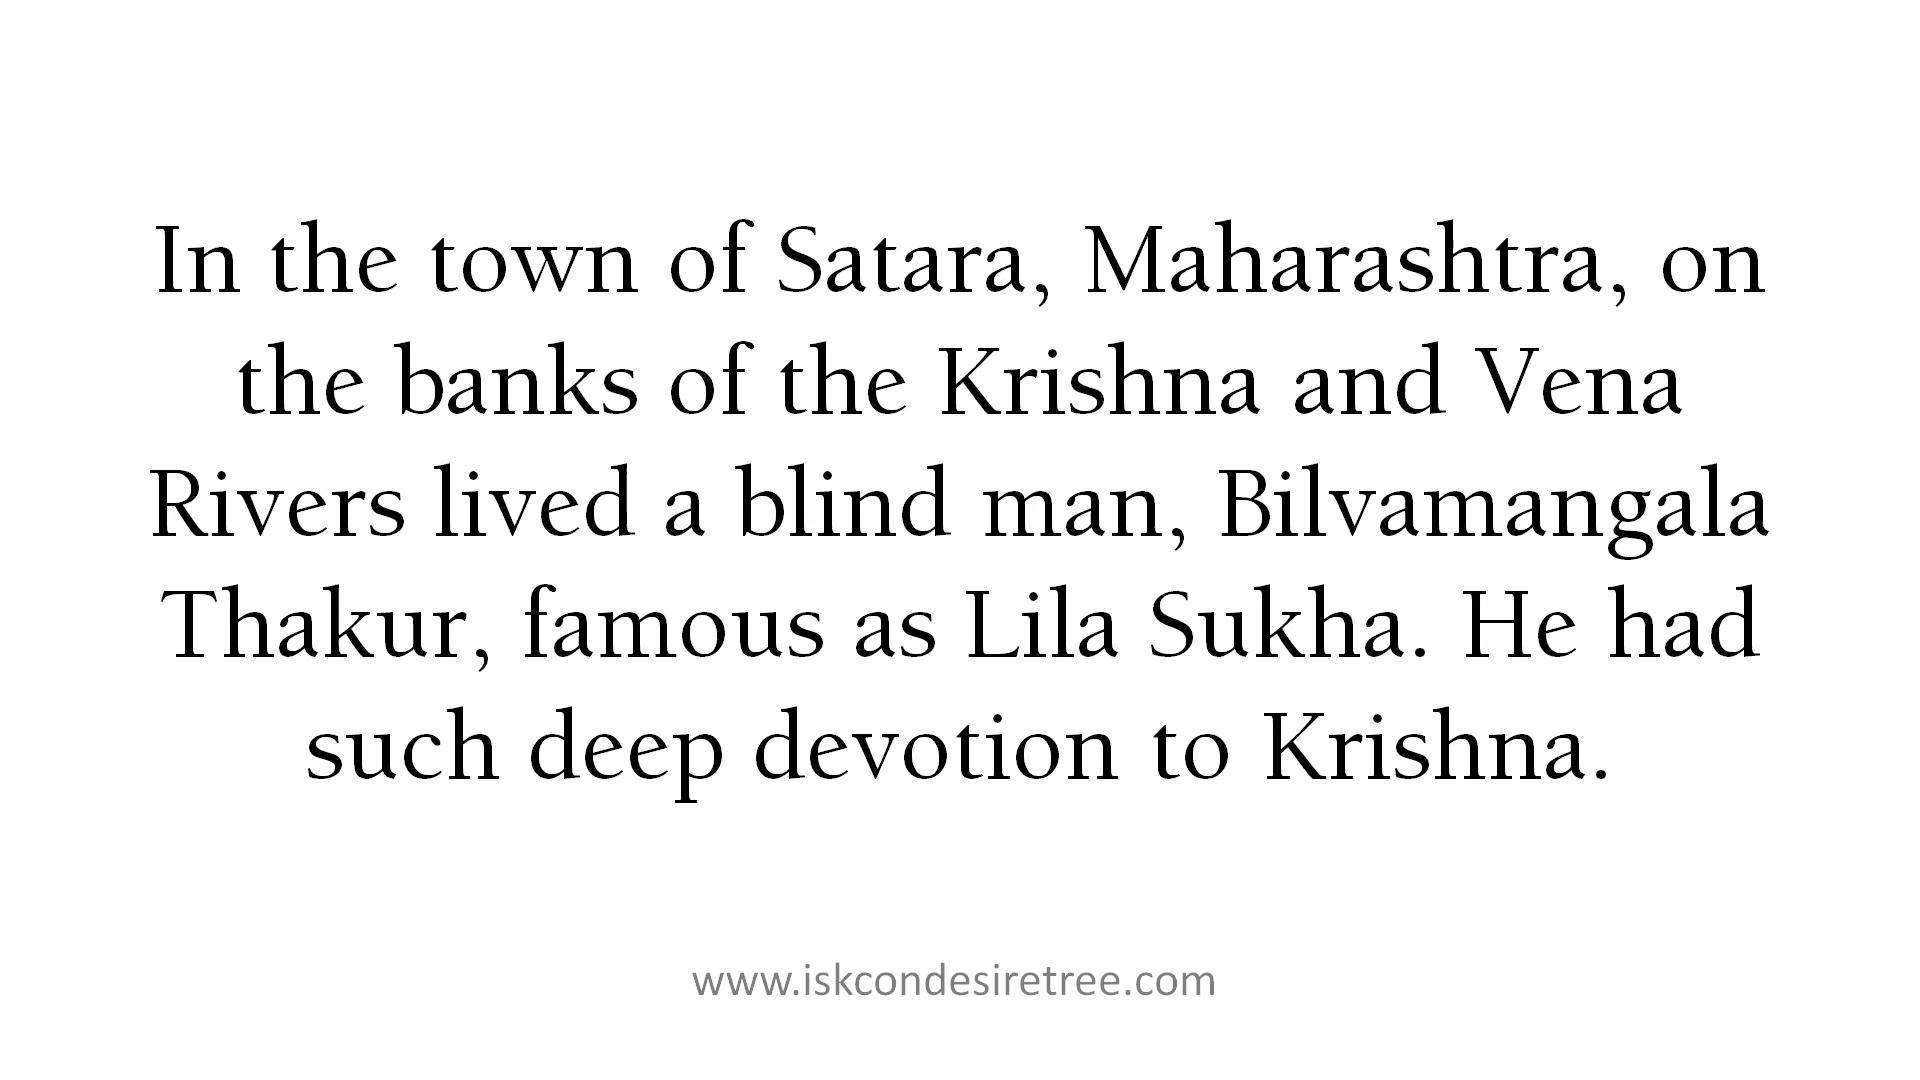 In the town of Satara, Maharashtra, on
the banks of the Krishna and Vena
Rivers lived a blind man, Bilvamangala
Thakur, famous as Lila Sukha. He had
such deep devotion to Krishna.
www.iskcondesiretree.com